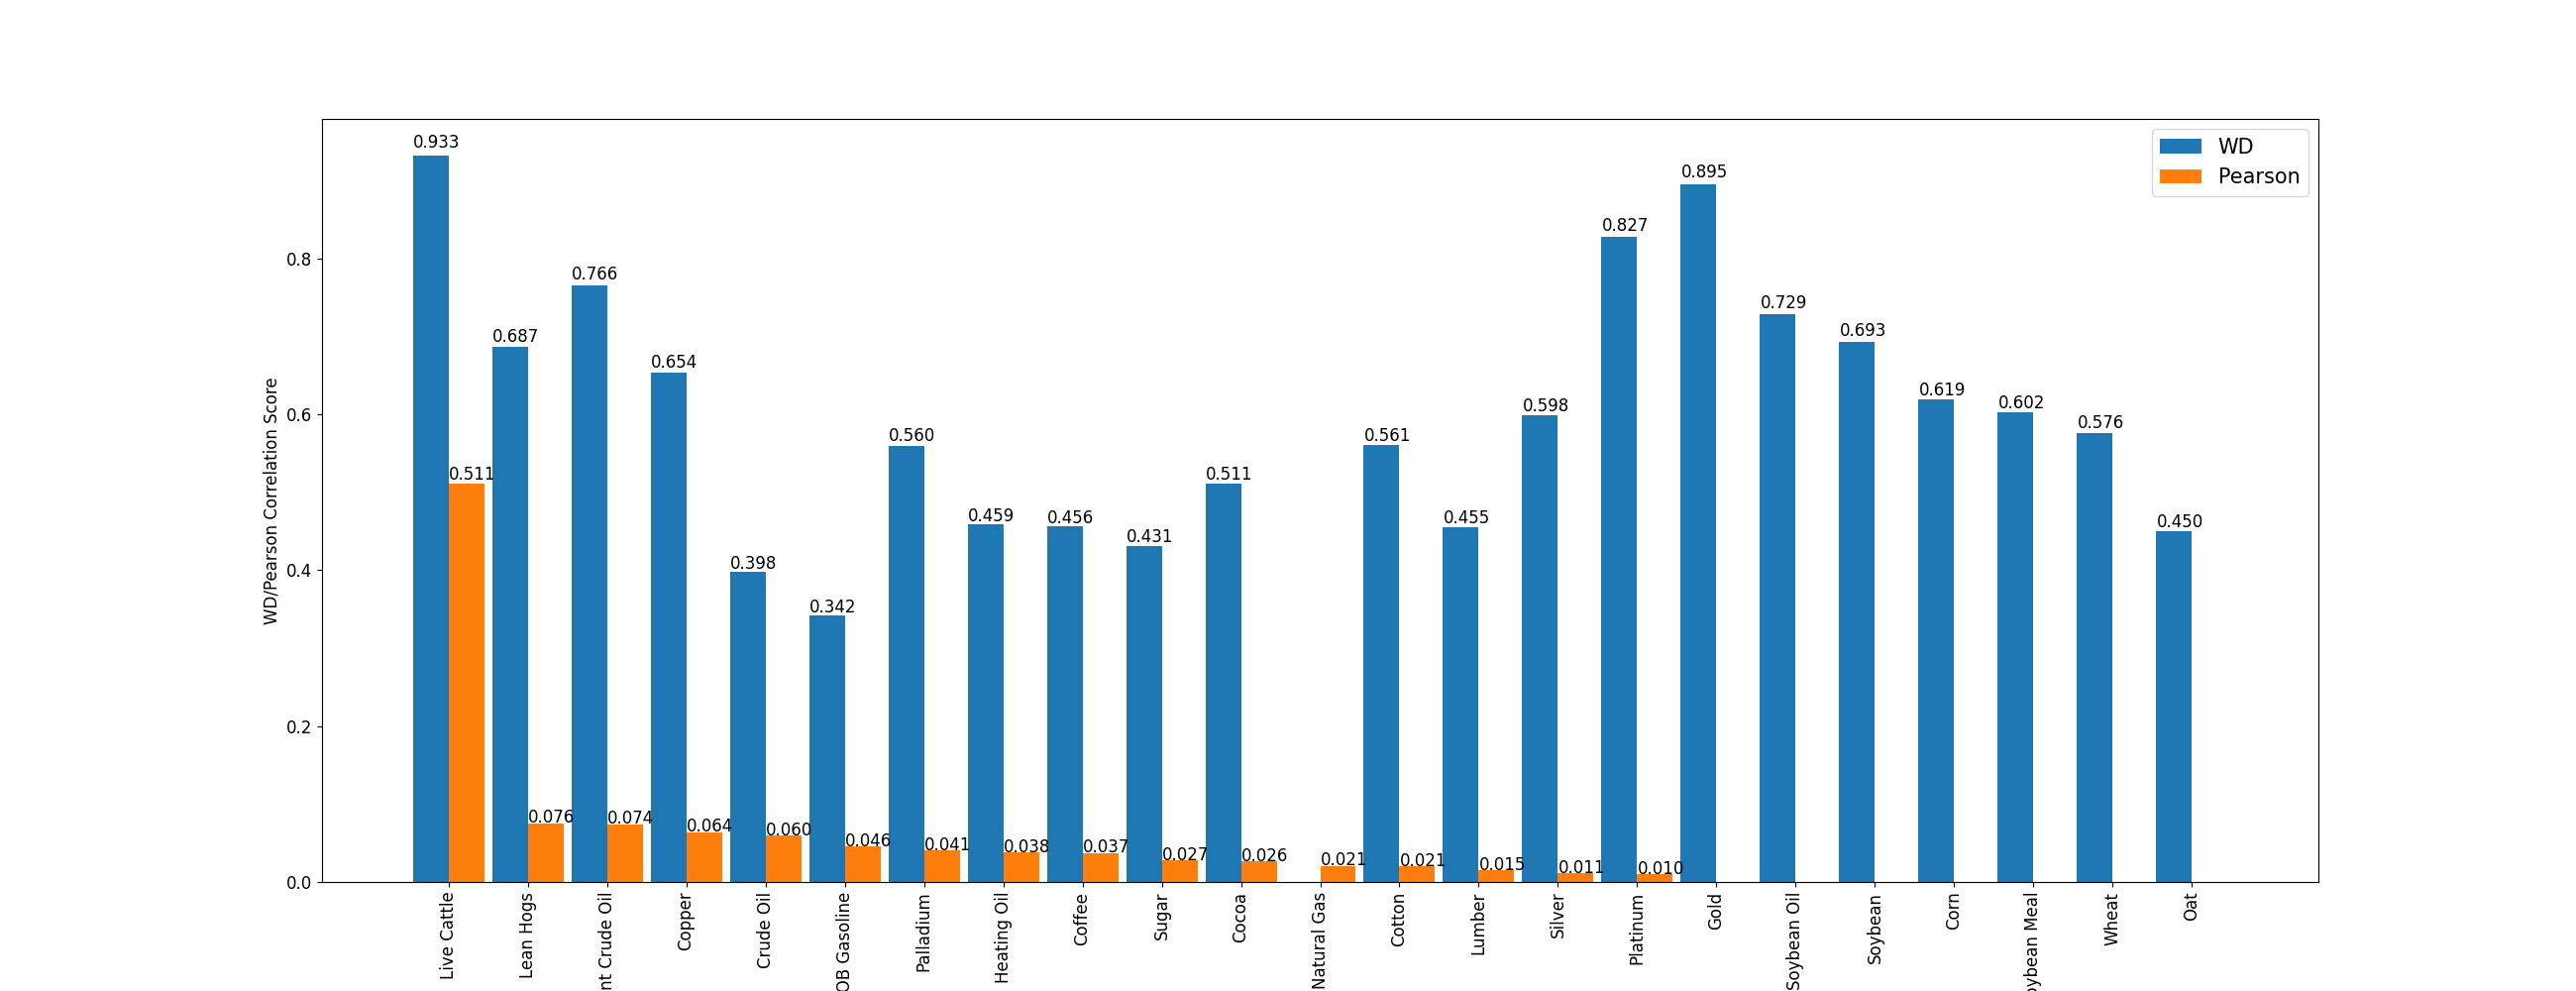 0.933
0.687
0.766
0.654
0.398
0.342
0.560
0.459
0.456
0.431
0.511
0.561
0.455
0.598
0.827
0.895
0.729
0.693
0.619
0.602
0.576
0.450
0.511
0.076
0.074
0.064
0.060
0.046
0.041
0.038
0.037
0.027
0.026
0.021
0.021
0.015
0.011
0.010
WD
Pearson
WD/Pearson Correlation Score
0.8
0.6
0.4
0.2
0.0
Live Cattle
Lean Hogs
nt Crude Oil
Copper
Crude Oil
OB Gasoline
Palladium
Heating Oil
Coffee
Sugar
Cocoa
Natural Gas
Cotton
Lumber
Silver
Platinum
Gold
Soybean Oil
Soybean
Corn
ybean Meal
Wheat
Oat